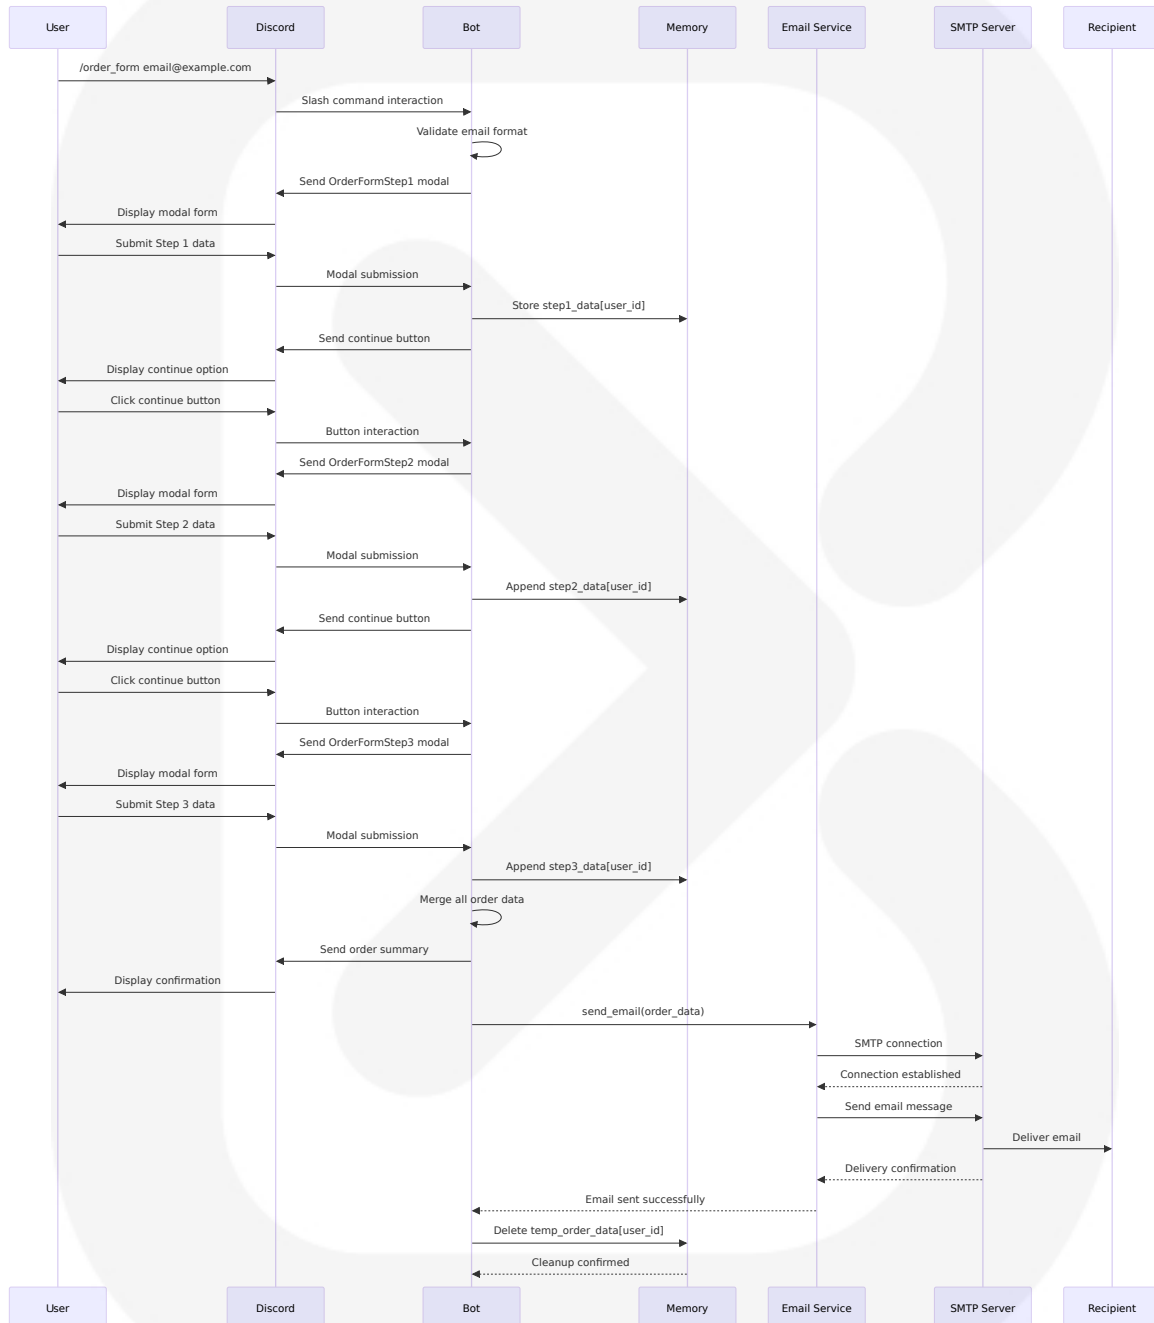 User
Discord
Bot
Memory
Email Service
SMTP Server
Recipient
/order_form email@example.com
Slash command interaction
Validate email format
Send OrderFormStep1 modal
Display modal form
Submit Step 1 data
Modal submission
Store step1_data[user_id]
Send continue button
Display continue option
Click continue button
Button interaction
Send OrderFormStep2 modal
Display modal form
Submit Step 2 data
Modal submission
Append step2_data[user_id]
Send continue button
Display continue option
Click continue button
Button interaction
Send OrderFormStep3 modal
Display modal form
Submit Step 3 data
Modal submission
Append step3_data[user_id]
Merge all order data
Send order summary
Display confirmation
send_email(order_data)
SMTP connection
Connection established
Send email message
Deliver email
Delivery confirmation
Email sent successfully
Delete temp_order_data[user_id]
Cleanup confirmed
User
Discord
Bot
Memory
Email Service
SMTP Server
Recipient